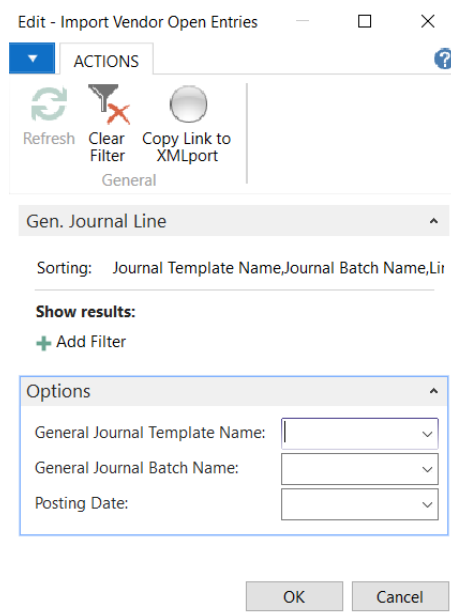 Edit - Import Vendor Open Entries
ACTIONS
?
Refresh Clear Filter Copy Link to XMLport
General
Gen. Journal Line
Sorting: Journal Template Name,Journal Batch Name,Lin
Show results:
Add Filter
Options
General Journal Template Name:
General Journal Batch Name:
Posting Date:
OK Cancel